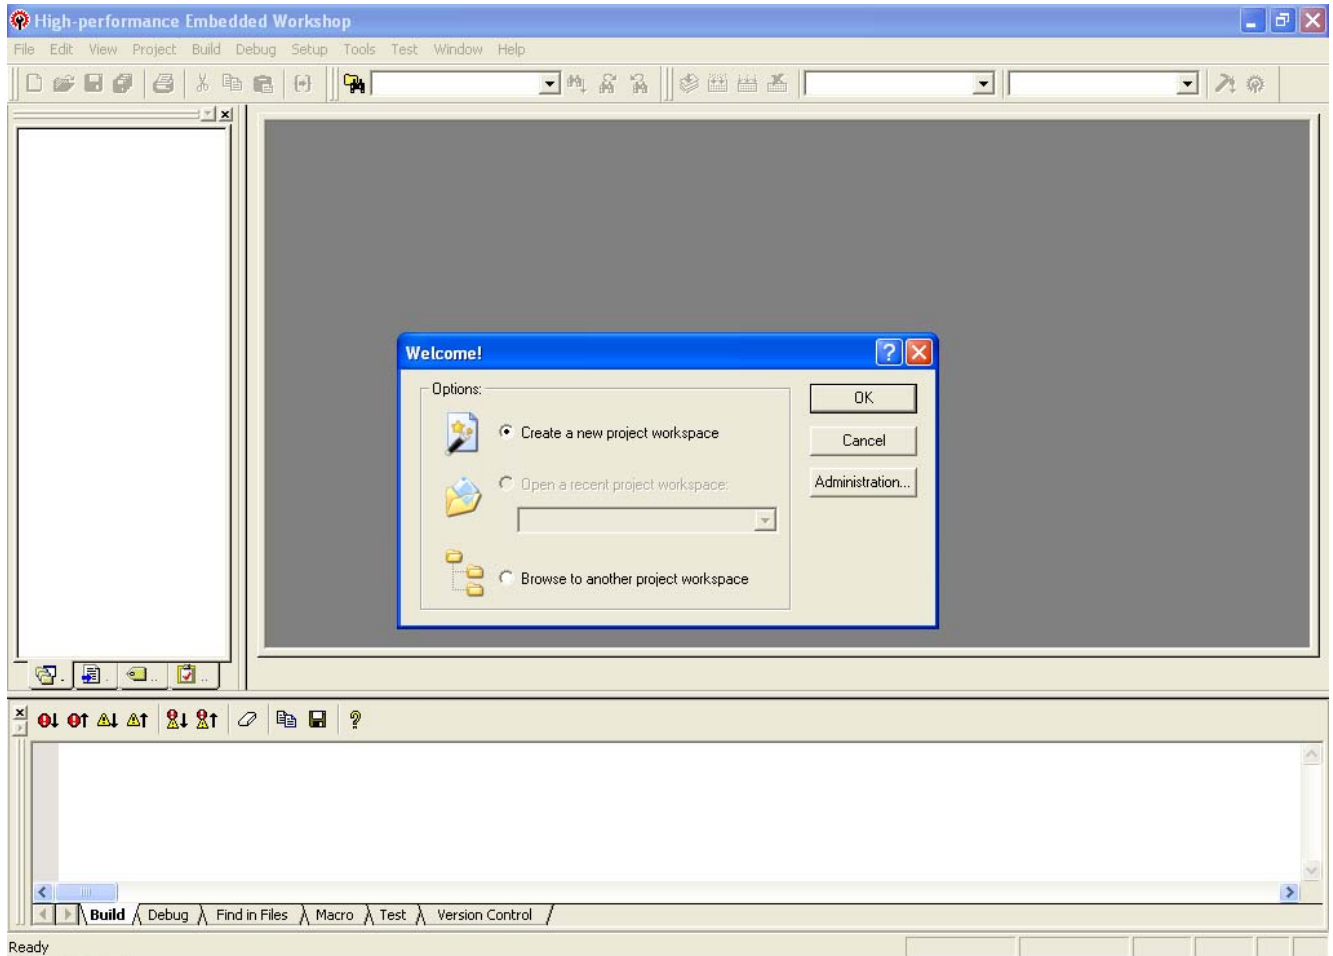 High-performance Embedded Workshop
File Edit View Project Build Debug Setup Tools Test Window Help
Welcome!
Options:
OK
Create a new project workspace
Cancel
Open a recent project workspace:
Administration...
Browse to another project workspace
Build Debug Find in Files Macro Test Version Control
Ready